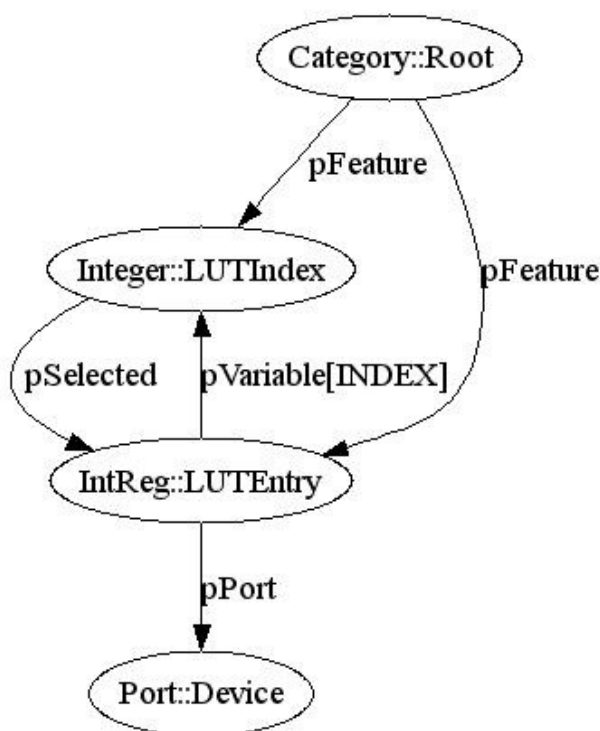 Category::Root
pFeature
Integer::LUTIndex
pFeature
pSelected
pVariable[INDEX]
IntReg::LUTEntry
pPort
Port::Device